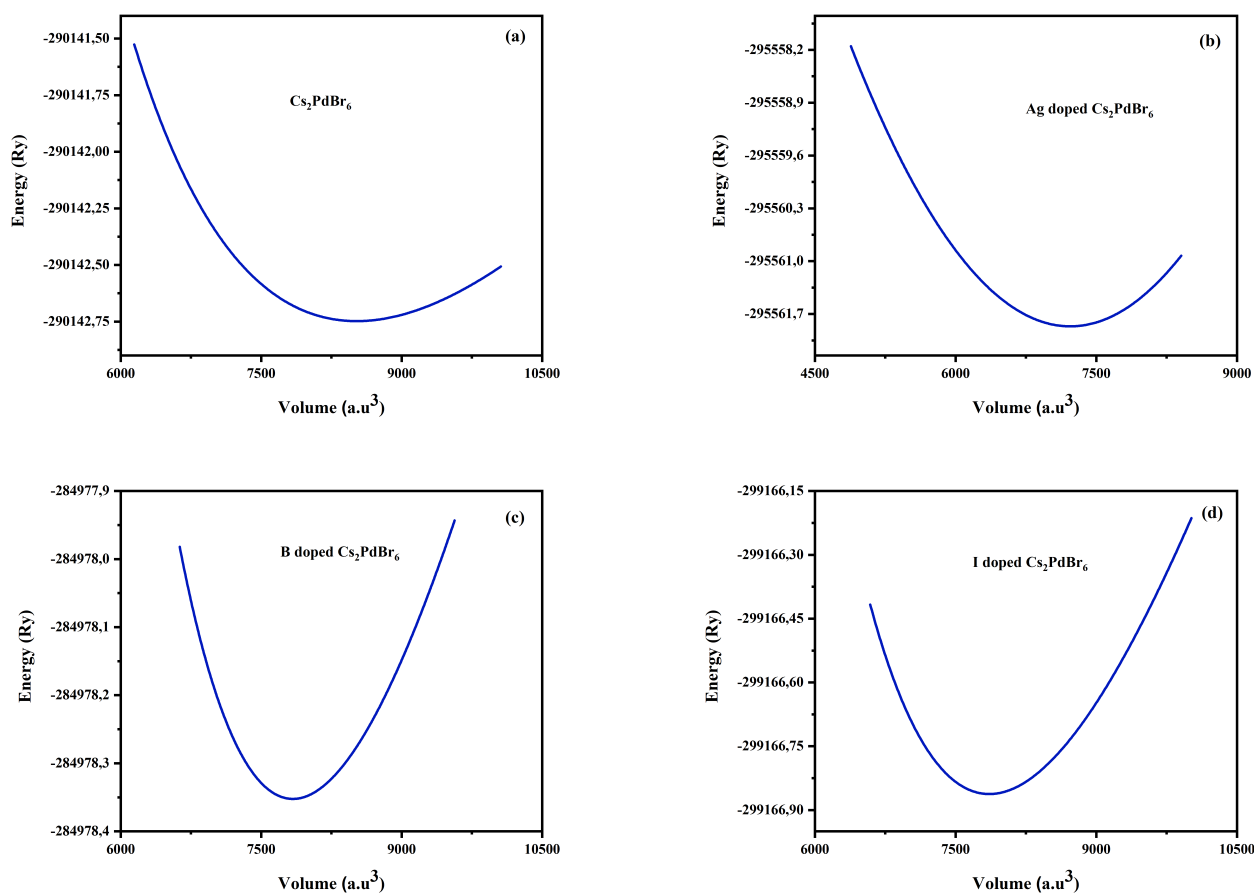 (a)
Cs₂PdBr₆
Energy (Ry)
-290141,50
-290141,75
-290142,00
-290142,25
-290142,50
-290142,75
6000 7500 9000 10500
Volume (a.u³)
(b)
Ag doped Cs₂PdBr₆
Energy (Ry)
-295558,2
-295558,9
-295559,6
-295560,3
-295561,0
-295561,7
4500 6000 7500 9000
Volume (a.u³)
(c)
B doped Cs₂PdBr₆
Energy (Ry)
-284977,9
-284978,0
-284978,1
-284978,2
-284978,3
-284978,4
6000 7500 9000 10500
Volume (a.u³)
(d)
I doped Cs₂PdBr₆
Energy (Ry)
-299166,15
-299166,30
-299166,45
-299166,60
-299166,75
-299166,90
6000 7500 9000 10500
Volume (a.u³)